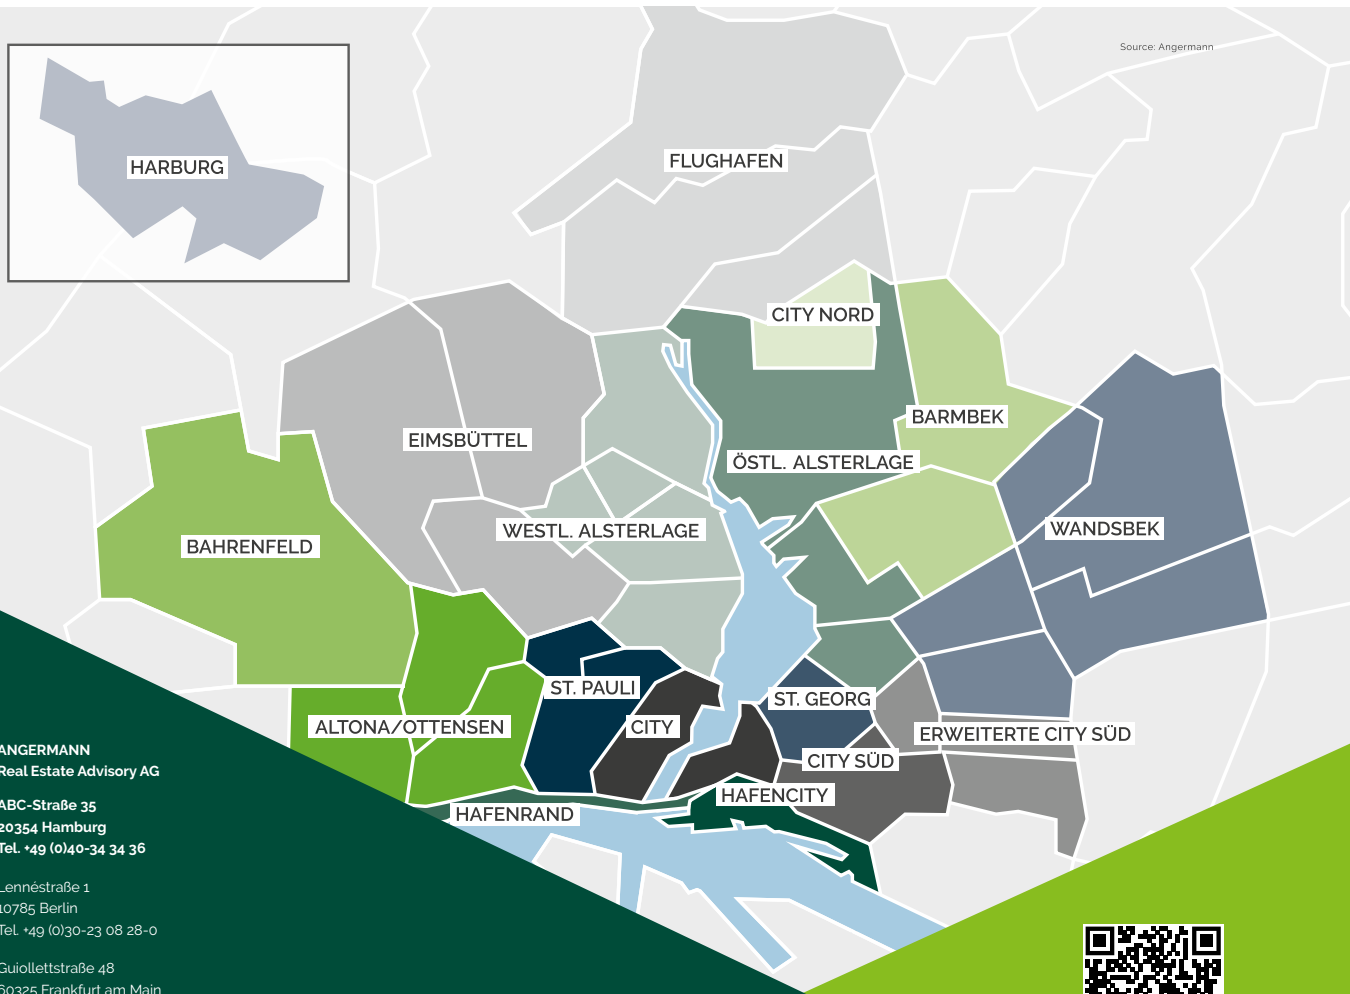 Source: Angermann
HARBURG
FLUGHAFEN
CITY NORD
BARMBEK
EIMSBÜTTEL
ÖSTL. ALSTERLAGE
WESTL. ALSTERLAGE
WANDSBEK
BAHRENFELD
ST. PAULI
ST. GEORG
ALTONA/OTTENSEN
CITY
ERWEITERTE CITY SÜD
CITY SÜD
HAFENCITY
HAFENRAND
ANGERMANN
Real Estate Advisory AG
ABC-Straße 35
20354 Hamburg
Tel. +49 (0)40-34 34 36
Lennéstraße 1
10785 Berlin
Tel. +49 (0)30-23 08 28-0
Guiollettstraße 48
60325 Frankfurt am Main